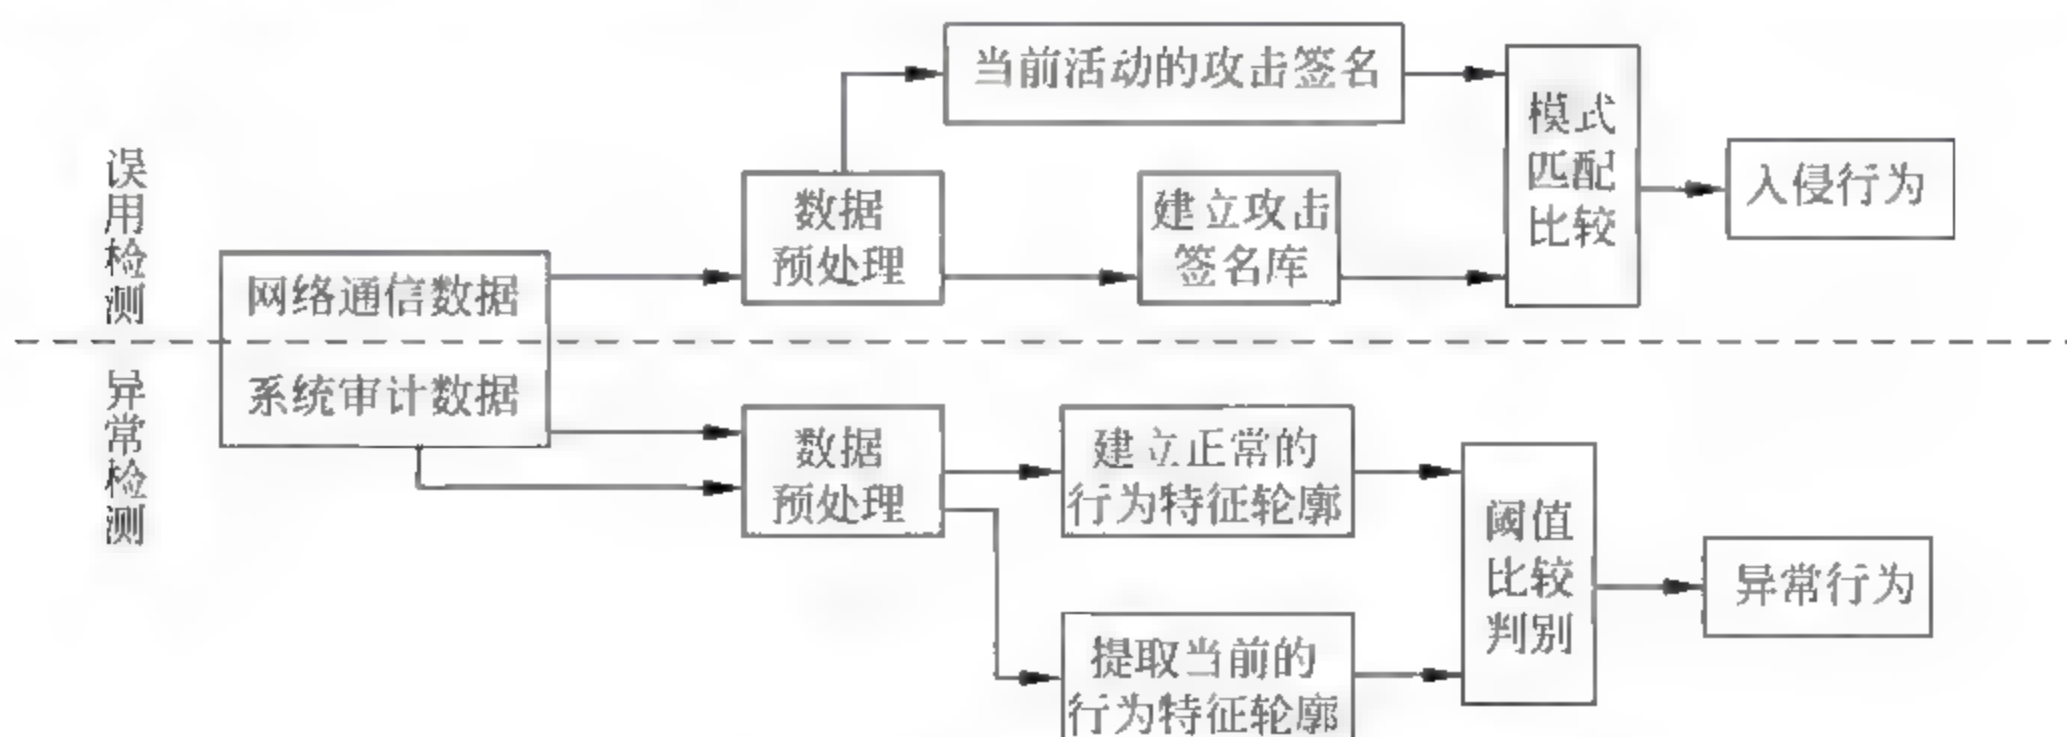 误用检测
异常检测
网络通信数据
系统审计数据
数据
预处理
当前活动的攻击签名
建立攻击
签名库
模式
匹配
比较
入侵行为
数据
预处理
建立正常的
行为特征轮廓
提取当前的
行为特征轮廓
阈值
比较
判别
异常行为